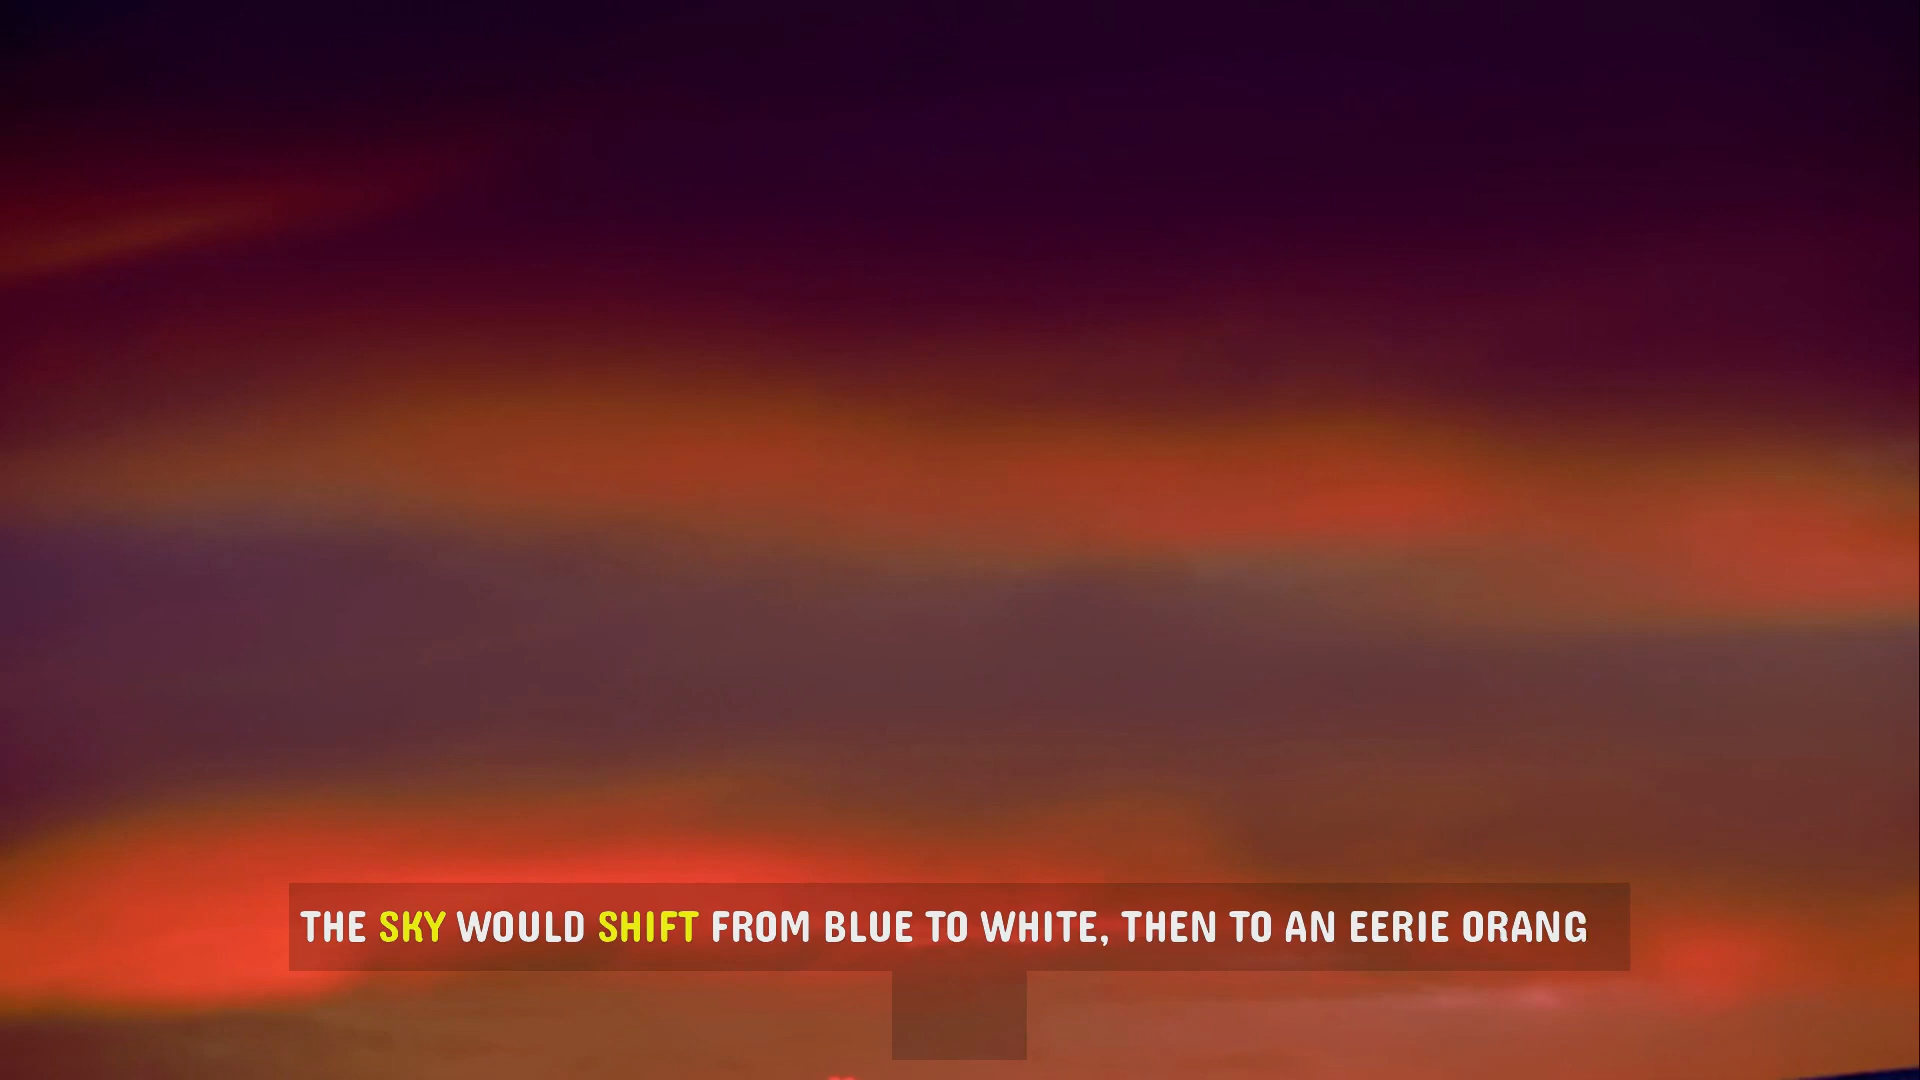 THE SKY WOULD SHIFT FROM BLUE TO WHITE, THEN TO AN EERIE ORANG